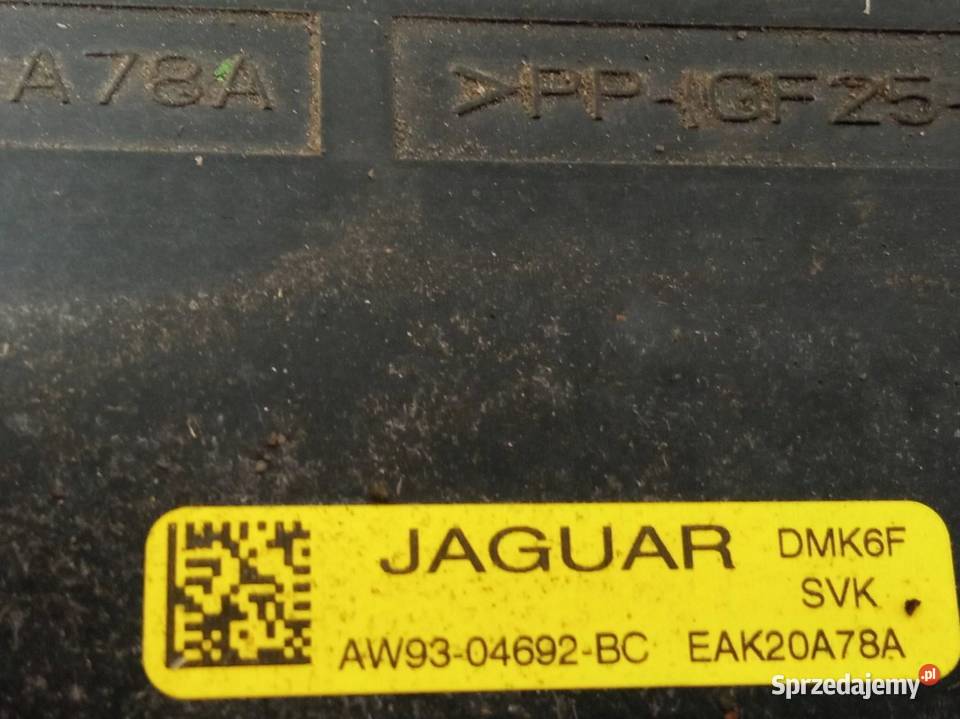 A78A
>PP-(GF25-
JAGUAR DMK6F
SVK
AW93-04692-BC EAK20A78A
Sprzedajemy.pl